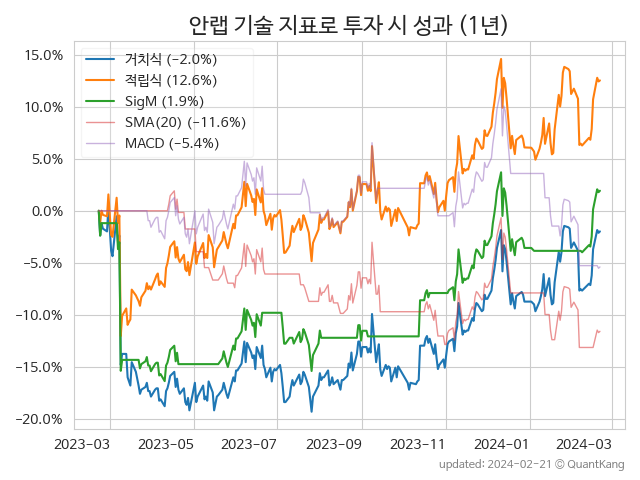 안랩 기술 지표로 투자 시 성과 (1년)
거치식 (−2.0%)
적립식 (12.6%)
SigM (1.9%)
SMA(20) (−11.6%)
MACD (−5.4%)
15.0%
10.0%
5.0%
0.0%
−5.0%
−10.0%
−15.0%
−20.0%
2023-03 2023-05 2023-07 2023-09 2023-11 2024-01 2024-03
updated: 2024-02-21 © QuantKang